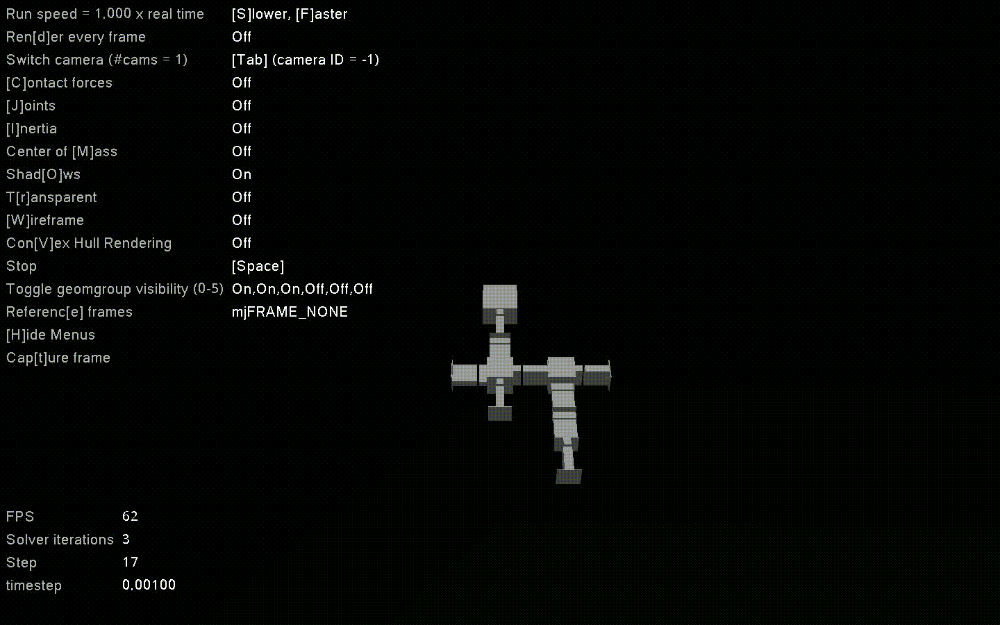 Run speed = 1.000 x real time [S]lower, [F]aster
Ren[d]er every frame Off
Switch camera (#cams = 1) [Tab] (camera ID = -1)
[C]ontact forces Off
[J]oints Off
[I]nertia Off
Center of [M]ass Off
Shad[O]ws On
T[r]ansparent Off
[W]ireframe Off
Con[V]ex Hull Rendering Off
Stop [Space]
Toggle geomgroup visibility (0-5) On,On,On,Off,Off,Off
Referenc[e] frames mjFRAME_NONE
[H]ide Menus
Cap[t]ure frame
FPS 62
Solver iterations 3
Step 17
timestep 0.00100